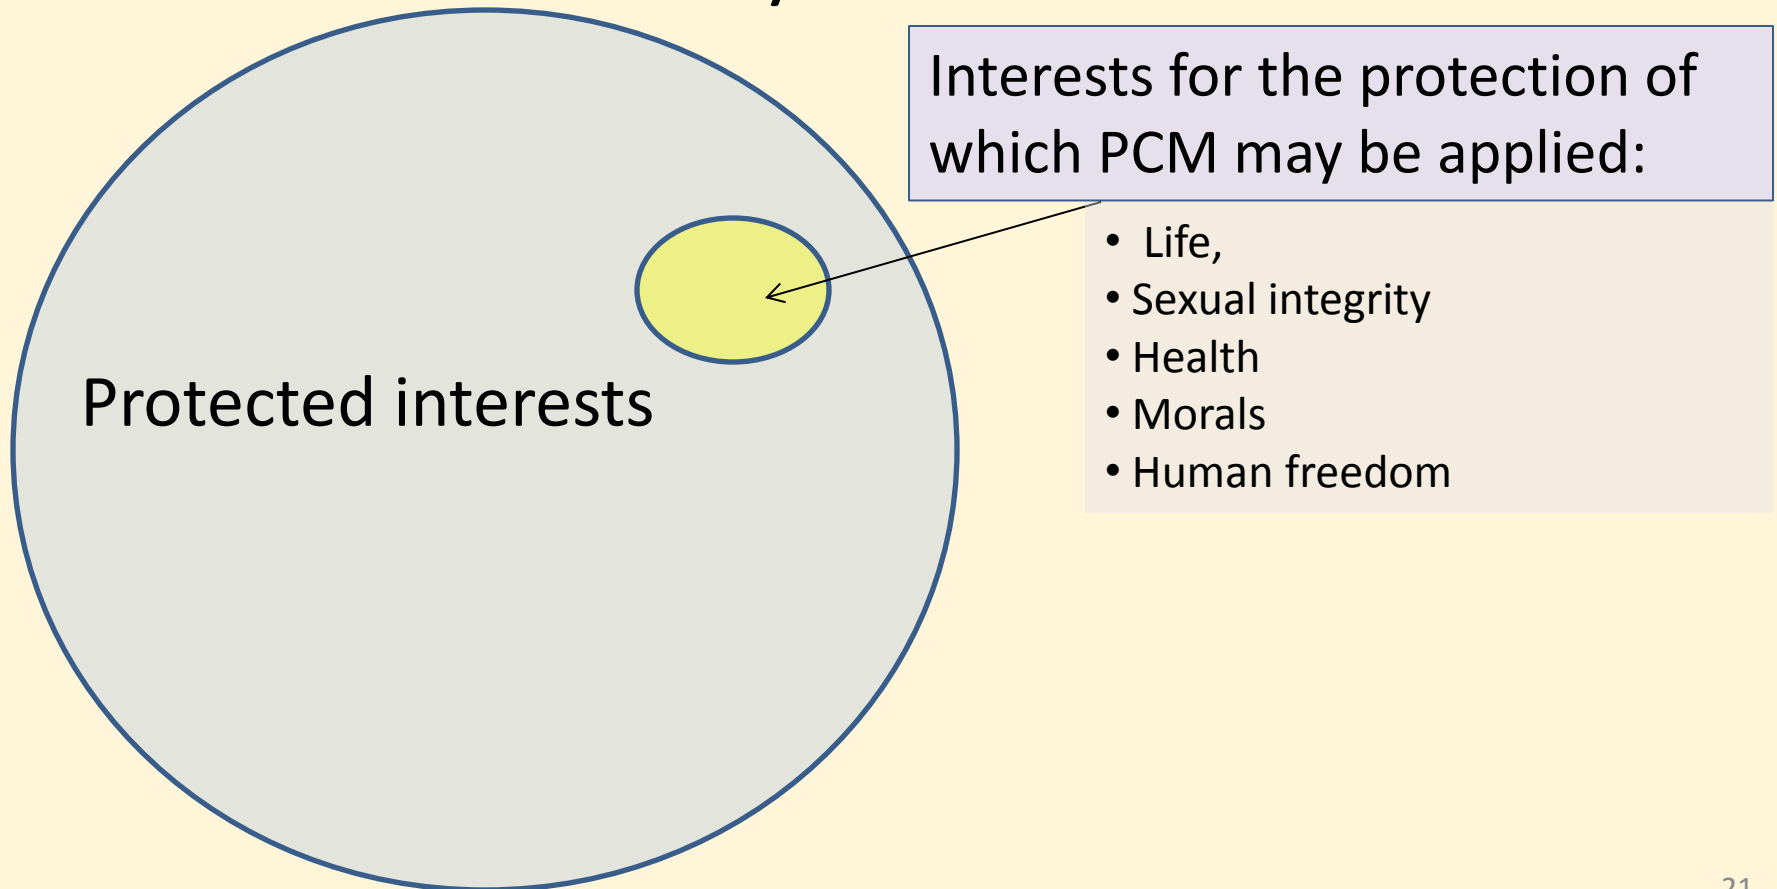 Interests for the protection of
which PCM may be applied:
• Life,
• Sexual integrity
• Health
• Morals
• Human freedom
Protected interests
21